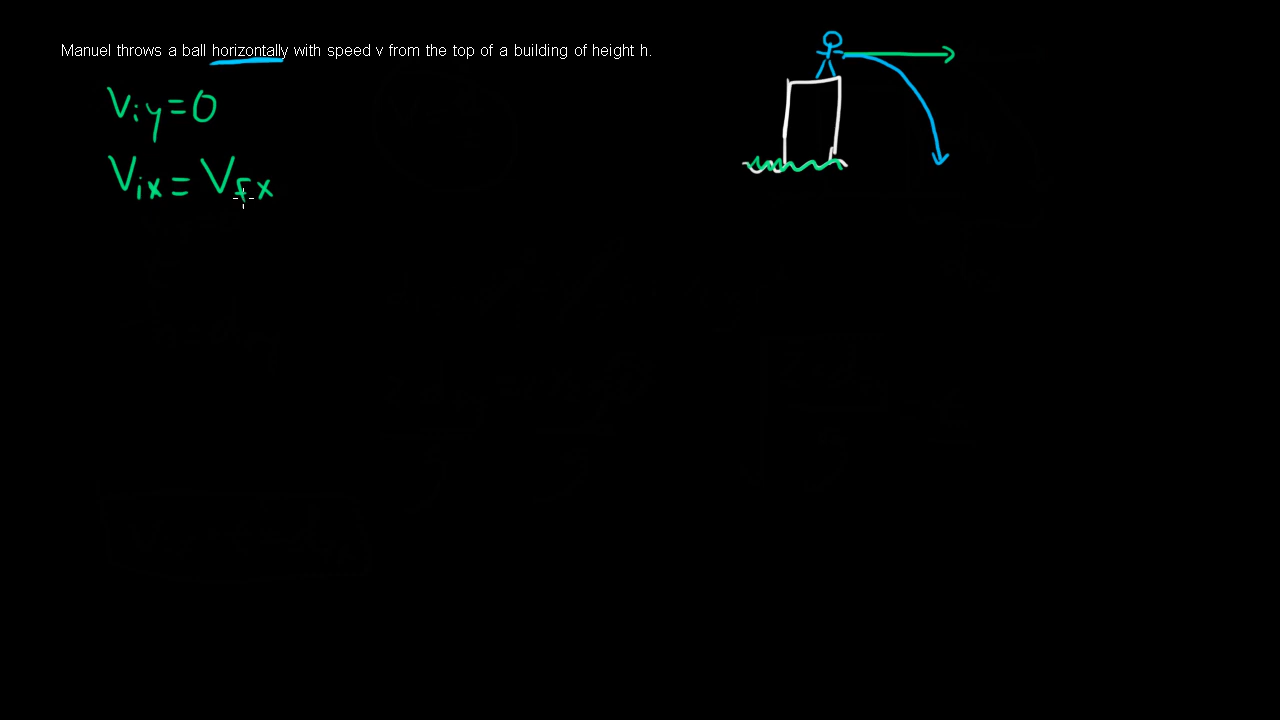 Manuel throws a ball horizontally with speed v from the top of a building of height h.
Viy=0
Vix=Vfx